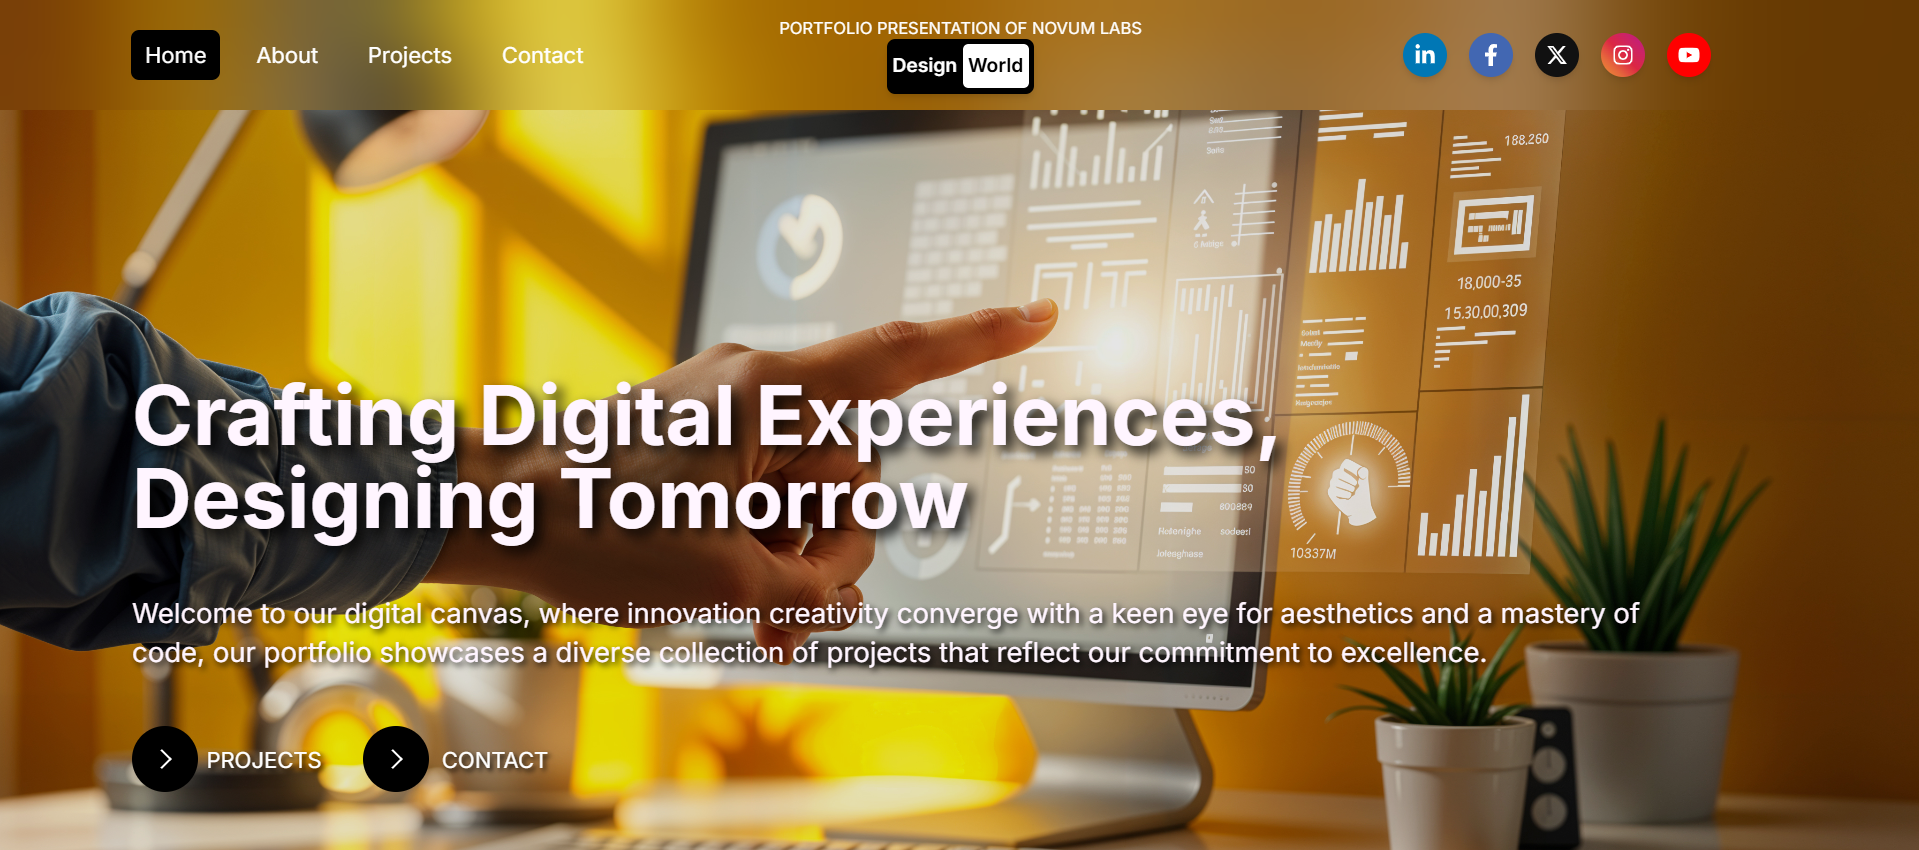 Home
About
Projects
Contact
PORTFOLIO PRESENTATION OF NOVUM LABS
Design World
188,260
18,000-35
15.30.00,309
10337M
Crafting Digital Experiences,
Designing Tomorrow
Welcome to our digital canvas, where innovation creativity converge with a keen eye for aesthetics and a mastery of
code, our portfolio showcases a diverse collection of projects that reflect our commitment to excellence.
PROJECTS
CONTACT